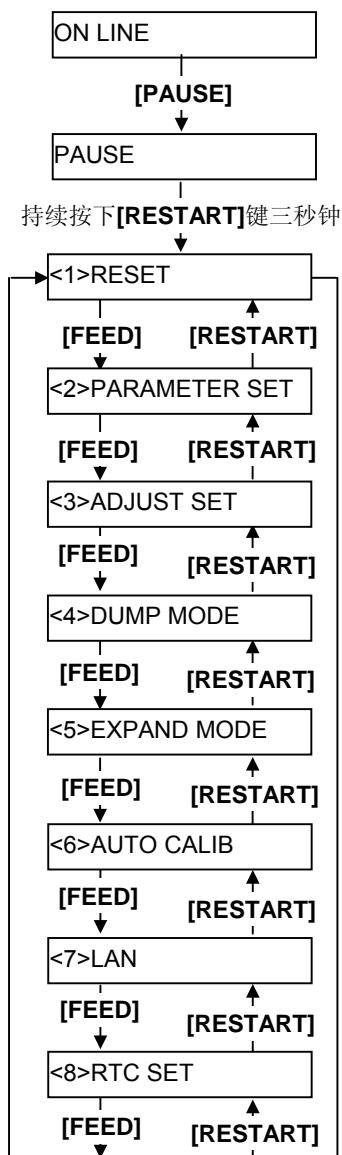 ON LINE
[PAUSE]
PAUSE
持续按下[RESTART]键三秒钟
<1>RESET
[FEED] [RESTART]
<2>PARAMETER SET
[FEED] [RESTART]
<3>ADJUST SET
[FEED] [RESTART]
<4>DUMP MODE
[FEED] [RESTART]
<5>EXPAND MODE
[FEED] [RESTART]
<6>AUTO CALIB
[FEED] [RESTART]
<7>LAN
[FEED] [RESTART]
<8>RTC SET
[FEED] [RESTART]